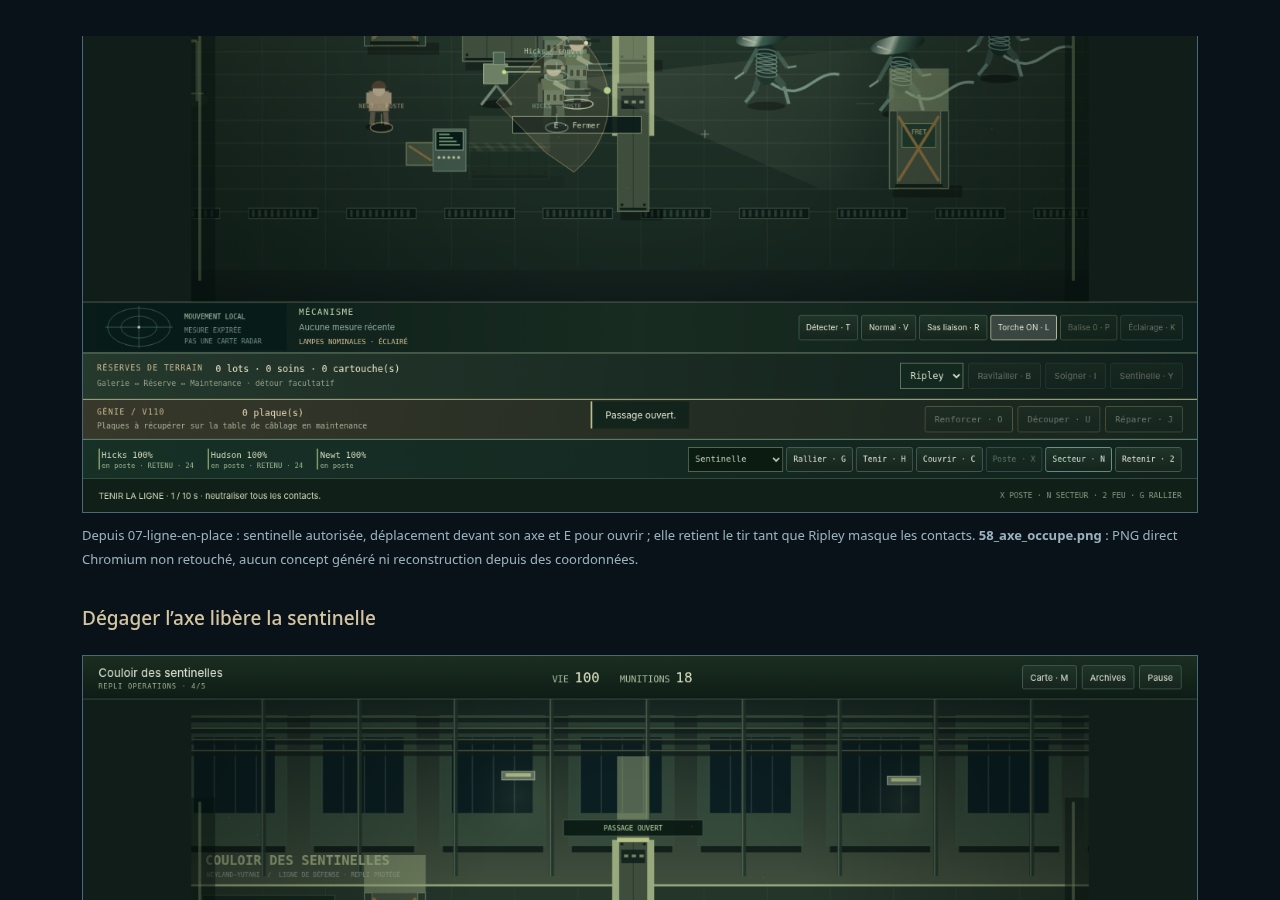 E · Fermer
FRET
MOUVEMENT LOCAL
MESURE EXPIRÉE
PAS UNE CARTE RADAR
MÉCANISME
Aucune mesure récente
LAMPES NOMINALES · ÉCLAIRÉ
Détecter · T
Normal · V
Sas liaison · R
Torche ON · L
Balise 0 · P
Éclairage · K
RÉSERVES DE TERRAIN 0 lots · 0 soins · 0 cartouche(s)
Galerie ↔ Réserve ↔ Maintenance · détour facultatif
Ripley
Ravitailler · B
Soigner · I
Sentinelle · Y
GÉNIE / V110 0 plaque(s)
Plaques à récupérer sur la table de câblage en maintenance
Passage ouvert.
Renforcer · O
Découper · U
Réparer · J
Hicks 100%
en poste · RETENU · 24
Hudson 100%
en poste · RETENU · 24
Newt 100%
en poste
Sentinelle
Rallier · G
Tenir · H
Couvrir · C
Poste · X
Secteur · N
Retenir · 2
TENIR LA LIGNE · 1 / 10 s · neutraliser tous les contacts.
X POSTE · N SECTEUR · 2 FEU · G RALLIER
Depuis 07-ligne-en-place : sentinelle autorisée, déplacement devant son axe et E pour ouvrir ; elle retient le tir tant que Ripley masque les contacts. 58_axe_occupe.png : PNG direct
Chromium non retouché, aucun concept généré ni reconstruction depuis des coordonnées.
Dégager l’axe libère la sentinelle
Couloir des sentinelles
REPLI OPERATIONS · 4/5
VIE 100 MUNITIONS 18
Carte · M
Archives
Pause
PASSAGE OUVERT
COULOIR DES SENTINELLES
WEYLAND-YUTANI / LIGNE DE DÉFENSE · REPLI PROTÉGÉ